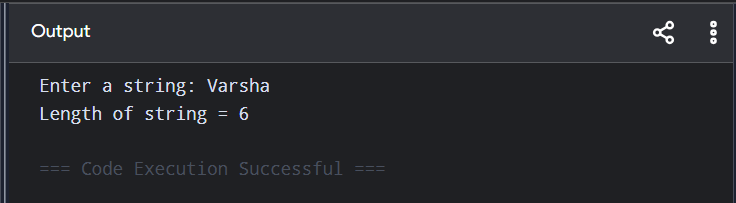 Output
Enter a string: Varsha
Length of string = 6
=== Code Execution Successful ===